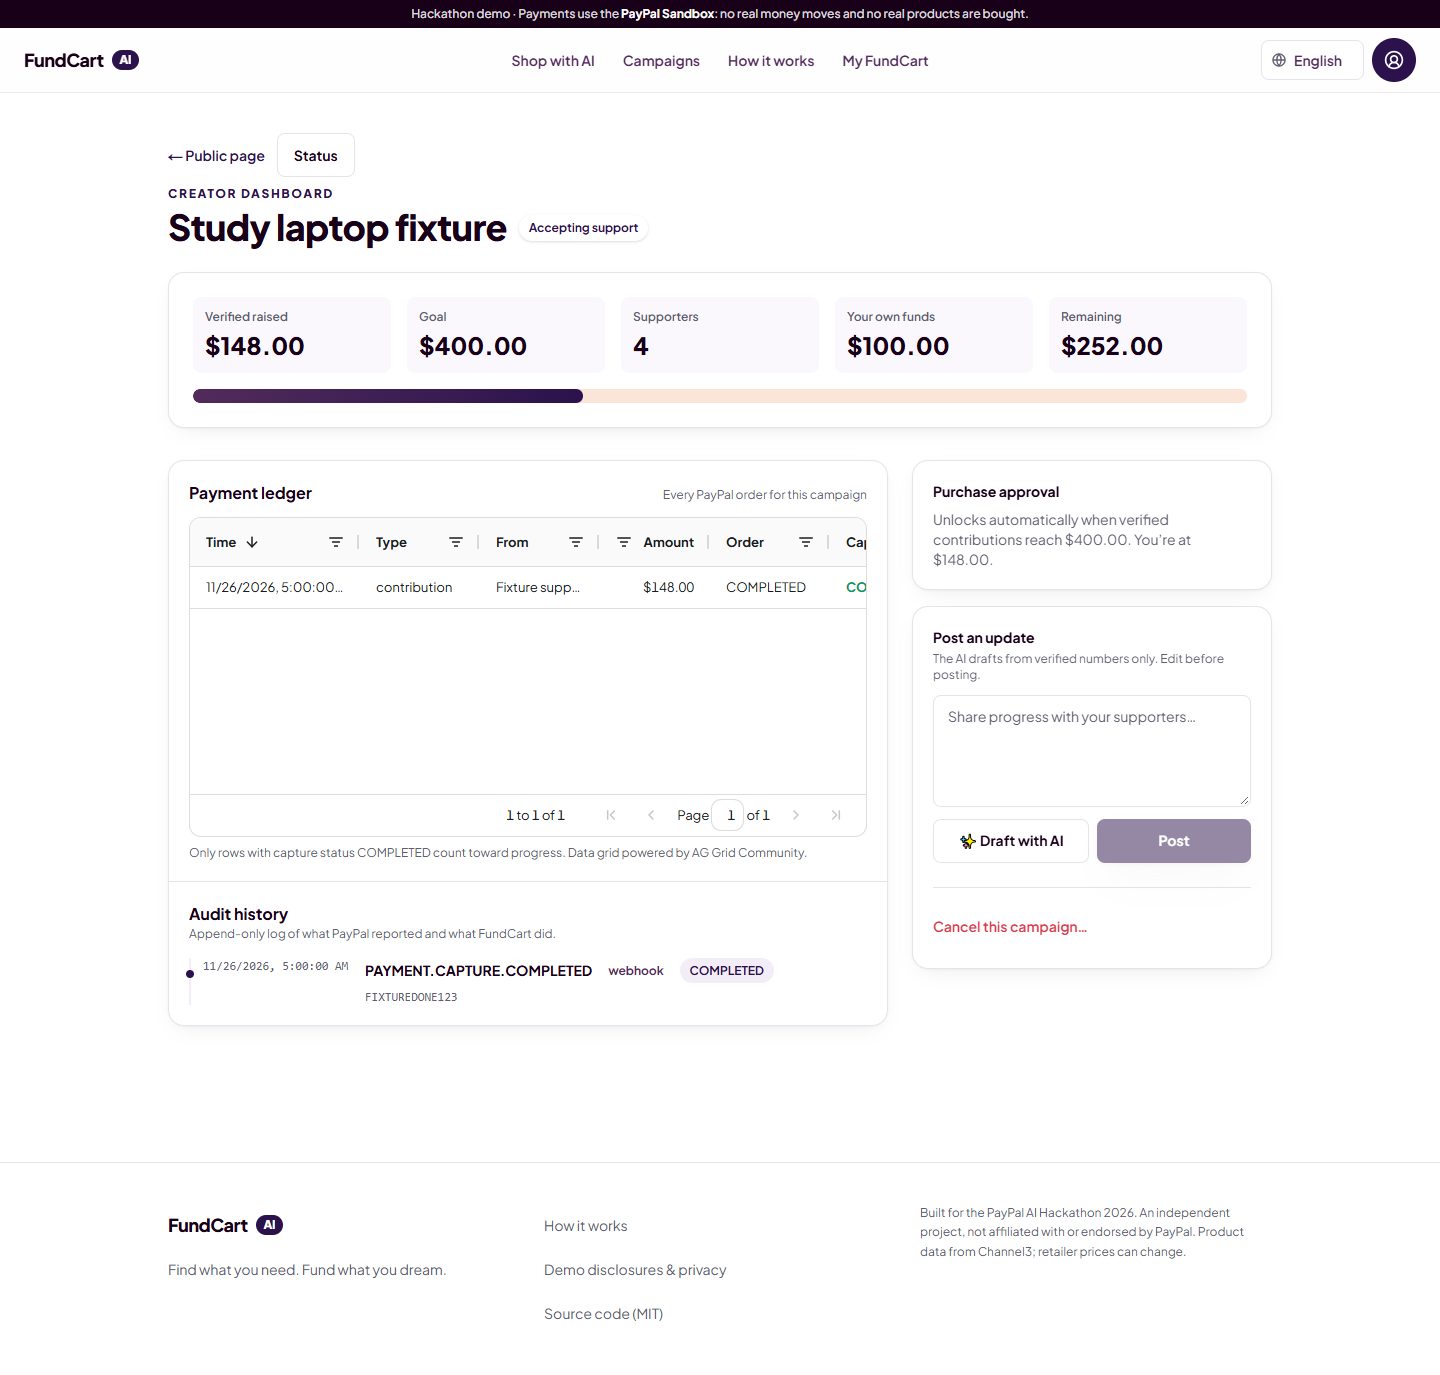 Hackathon demo · Payments use the PayPal Sandbox: no real money moves and no real products are bought.
FundCart AI
Shop with AI
Campaigns
How it works
My FundCart
English
← Public page
Status
CREATOR DASHBOARD
Study laptop fixture
Accepting support
Verified raised
$148.00
Goal
$400.00
Supporters
4
Your own funds
$100.00
Remaining
$252.00
Payment ledger
Every PayPal order for this campaign
Time
Type
From
Amount
Order
Cap
11/26/2026, 5:00:00...
contribution
Fixture supp...
$148.00
COMPLETED
CO
1 to 1 of 1
Page 1 of 1
Only rows with capture status COMPLETED count toward progress. Data grid powered by AG Grid Community.
Audit history
Append-only log of what PayPal reported and what FundCart did.
11/26/2026, 5:00:00 AM
PAYMENT.CAPTURE.COMPLETED
webhook
COMPLETED
FIXTUREDONE123
Purchase approval
Unlocks automatically when verified
contributions reach $400.00. You're at
$148.00.
Post an update
The AI drafts from verified numbers only. Edit before
posting.
Share progress with your supporters…
✨ Draft with AI
Post
Cancel this campaign…
FundCart AI
Find what you need. Fund what you dream.
How it works
Demo disclosures & privacy
Source code (MIT)
Built for the PayPal AI Hackathon 2026. An independent
project, not affiliated with or endorsed by PayPal. Product
data from Channel3; retailer prices can change.